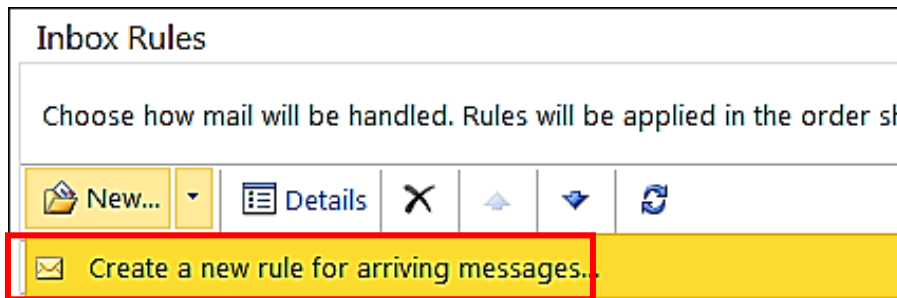 Inbox Rules
Choose how mail will be handled. Rules will be applied in the order
New... Details
Create a new rule for arriving messages...